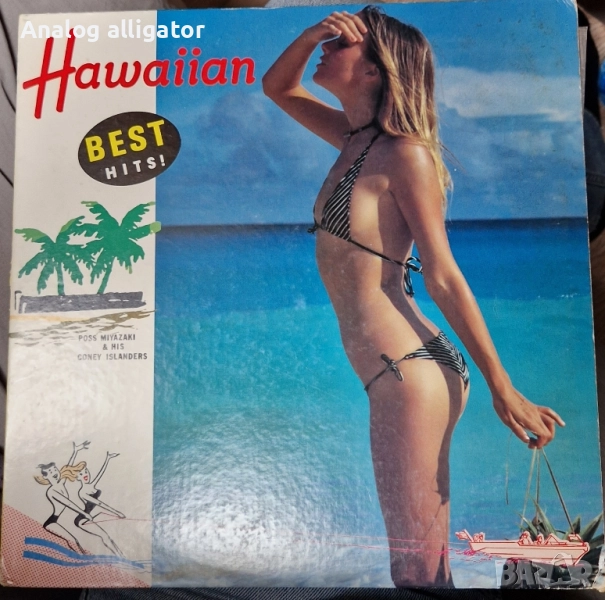 Analog alligator
Hawaiian
BEST
HITS!
POSS MIYAZAKI
& HIS
CONEY ISLANDERS
BAZAR